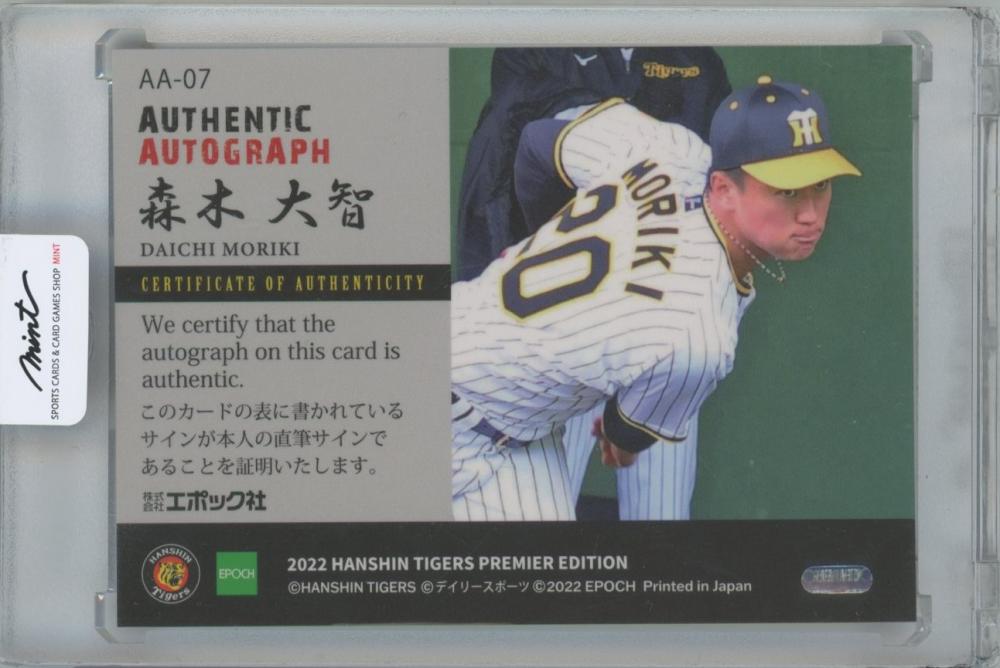 AA-07
AUTHENTIC
AUTOGRAPH
森木 大智
DAICHI MORIKI
CERTIFICATE OF AUTHENTICITY
We certify that the
autograph on this card is
authentic.
このカードの表に書かれている
サインが本人の直筆サインで
あることを証明いたします。
株式会社エポック社
Tigers
MORIKI
20
mint
SPORTS CARDS & CARD GAMES SHOP MINT
HANSHIN
Tigers
EPOCH
2022 HANSHIN TIGERS PREMIER EDITION
©HANSHIN TIGERS ©デイリースポーツ ©2022 EPOCH Printed in Japan